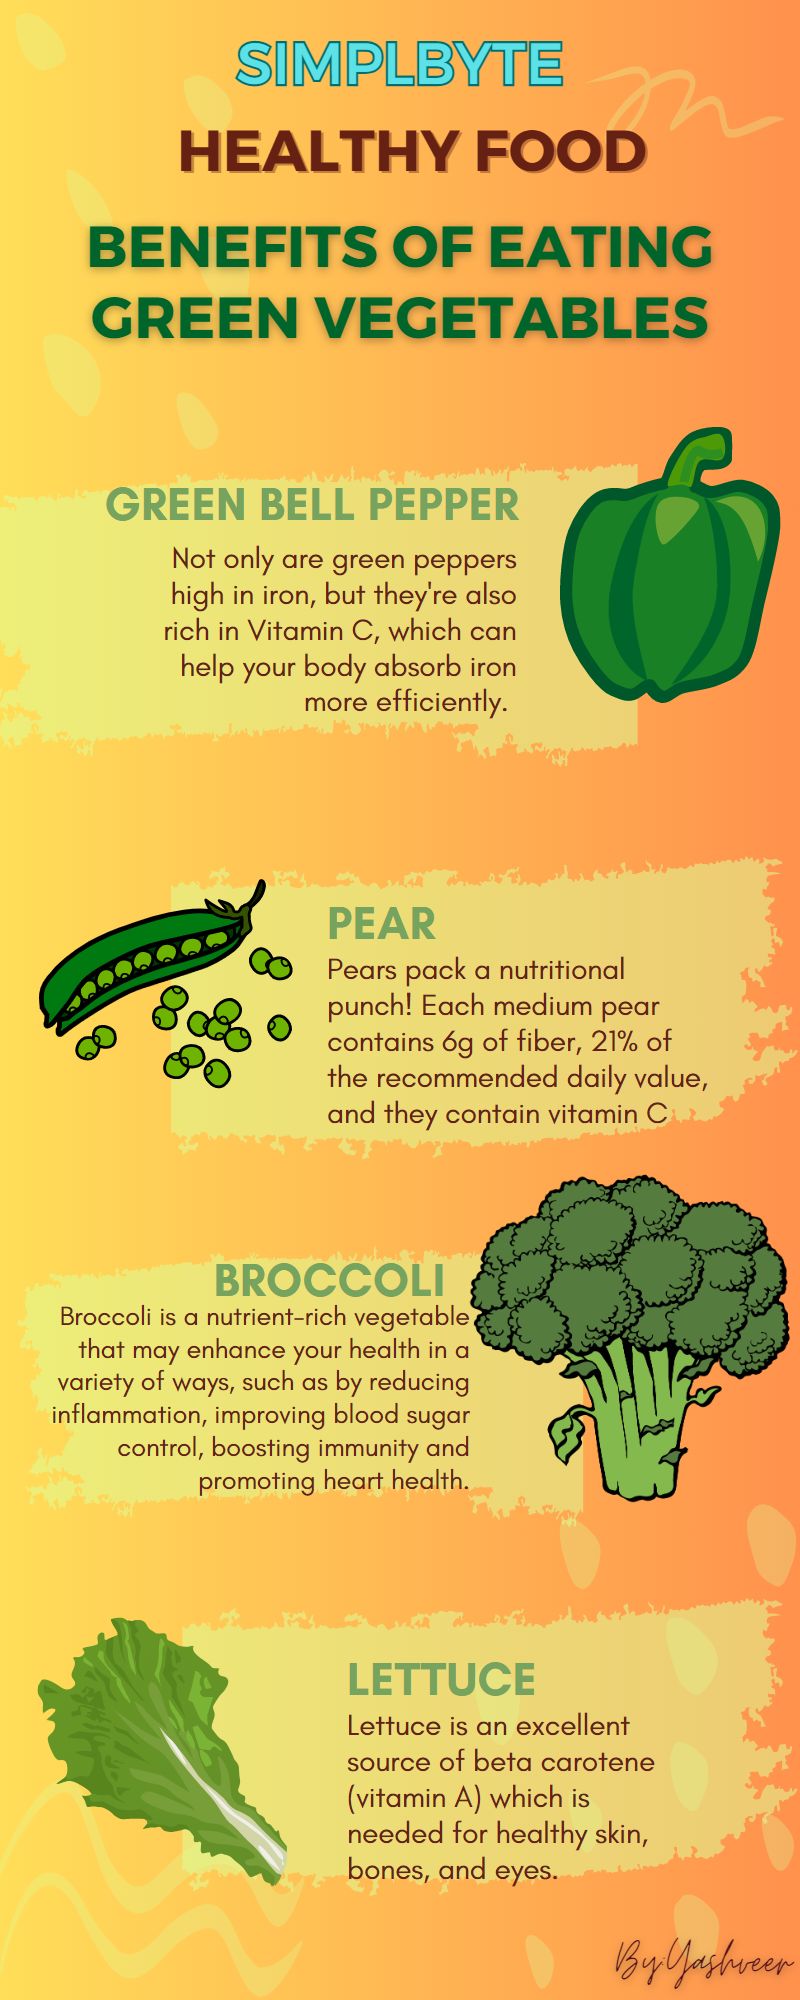 SIMPLBYTE
HEALTHY FOOD
BENEFITS OF EATING
GREEN VEGETABLES
GREEN BELL PEPPER
Not only are green peppers
high in iron, but they're also
rich in Vitamin C, which can
help your body absorb iron
more efficiently.
PEAR
Pears pack a nutritional
punch! Each medium pear
contains 6g of fiber, 21% of
the recommended daily value,
and they contain vitamin C
BROCCOLI
Broccoli is a nutrient-rich vegetable
that may enhance your health in a
variety of ways, such as by reducing
inflammation, improving blood sugar
control, boosting immunity and
promoting heart health.
LETTUCE
Lettuce is an excellent
source of beta carotene
(vitamin A) which is
needed for healthy skin,
bones, and eyes.
By:Yashveer